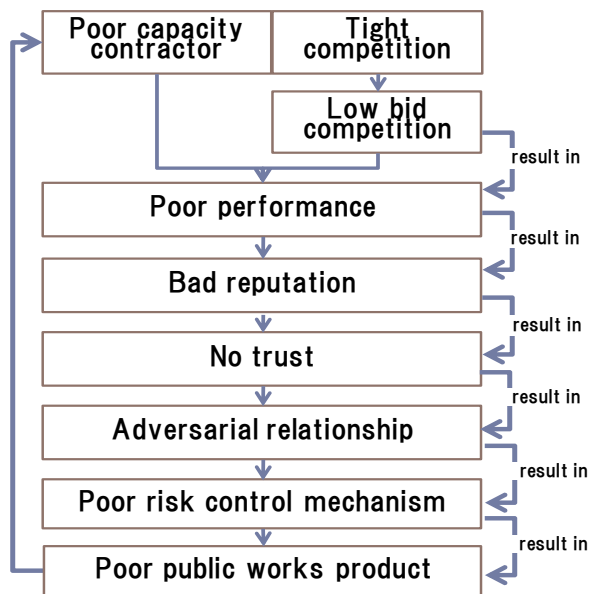 Poor capacity
contractor
Tight
competition
Low bid
competition
result in
Poor performance
result in
Bad reputation
result in
No trust
result in
Adversarial relationship
result in
Poor risk control mechanism
result in
Poor public works product